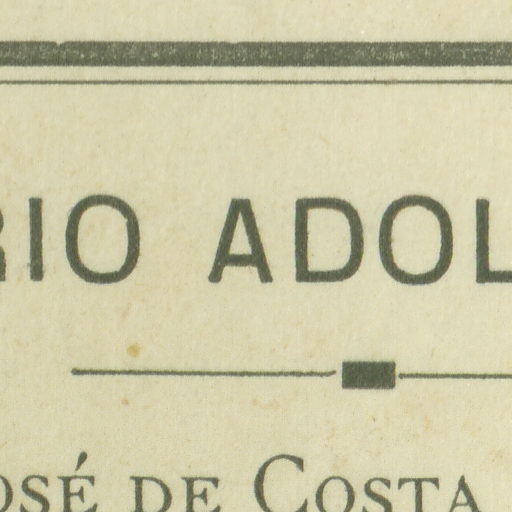 RIO ADOL
OSÉ DE COSTA